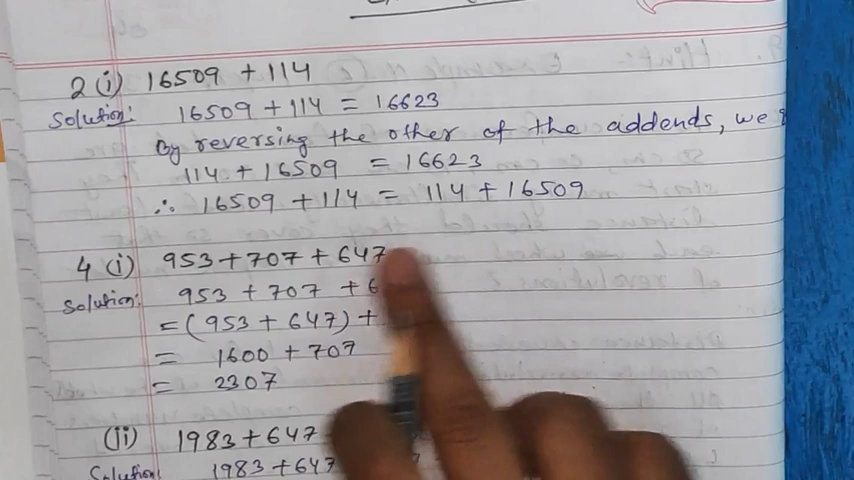 2 (i) 16509 + 114
Solution: 16509 + 114 = 16623
By reversing the other of the addends, we
114 + 16509 = 16623
∴ 16509 + 114 = 114 + 16509
4 (i) 953 + 707 + 647
Solution: 953 + 707 + 6
= (953 + 647) +
= 1600 + 707
= 2307
(ii) 1983 + 647
Solution: 1983 + 647